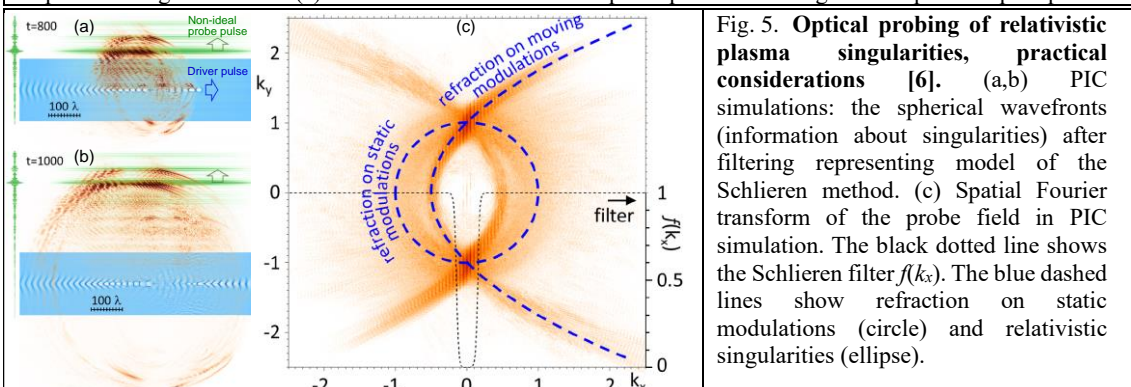 t=800
(a)
Non-ideal
probe pulse
Driver pulse
100 λ
(b)
t=1000
100 λ
(c)
k_y
2
1
0
-1
-2
refraction on moving
modulations
refraction on static
modulations
1
filter
0.5
0
f(k_x)
-2
-1
0
1
2
k_x
Fig. 5. Optical probing of relativistic
plasma singularities, practical
considerations [6]. (a,b) PIC
simulations: the spherical wavefronts
(information about singularities) after
filtering representing model of the
Schlieren method. (c) Spatial Fourier
transform of the probe field in PIC
simulation. The black dotted line shows
the Schlieren filter f(k_x). The blue dashed
lines show refraction on static
modulations (circle) and relativistic
singularities (ellipse).